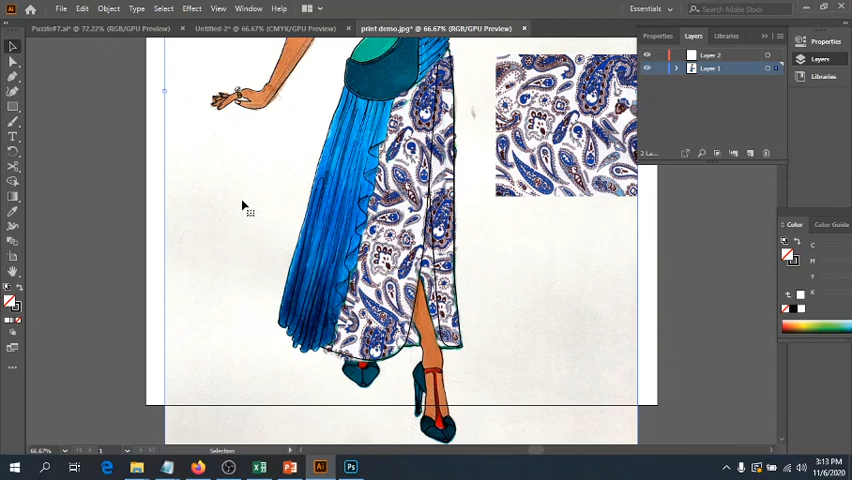 File Edit Object Type Select Effect View Window Help
Essentials
Search Adobe Stock
Puzzle#7.ai* @ 72.22% (RGB/GPU Preview) ×
Untitled-2* @ 66.67% (CMYK/GPU Preview) ×
print demo.jpg* @ 66.67% (RGB/GPU Preview) ×
Properties Layers Libraries
Layer 2
Layer 1
2 La...
Properties
Layers
Libraries
Color Color Guide
C
M
Y
K
66.67%
1
Selection
3:13 PM
11/6/2020